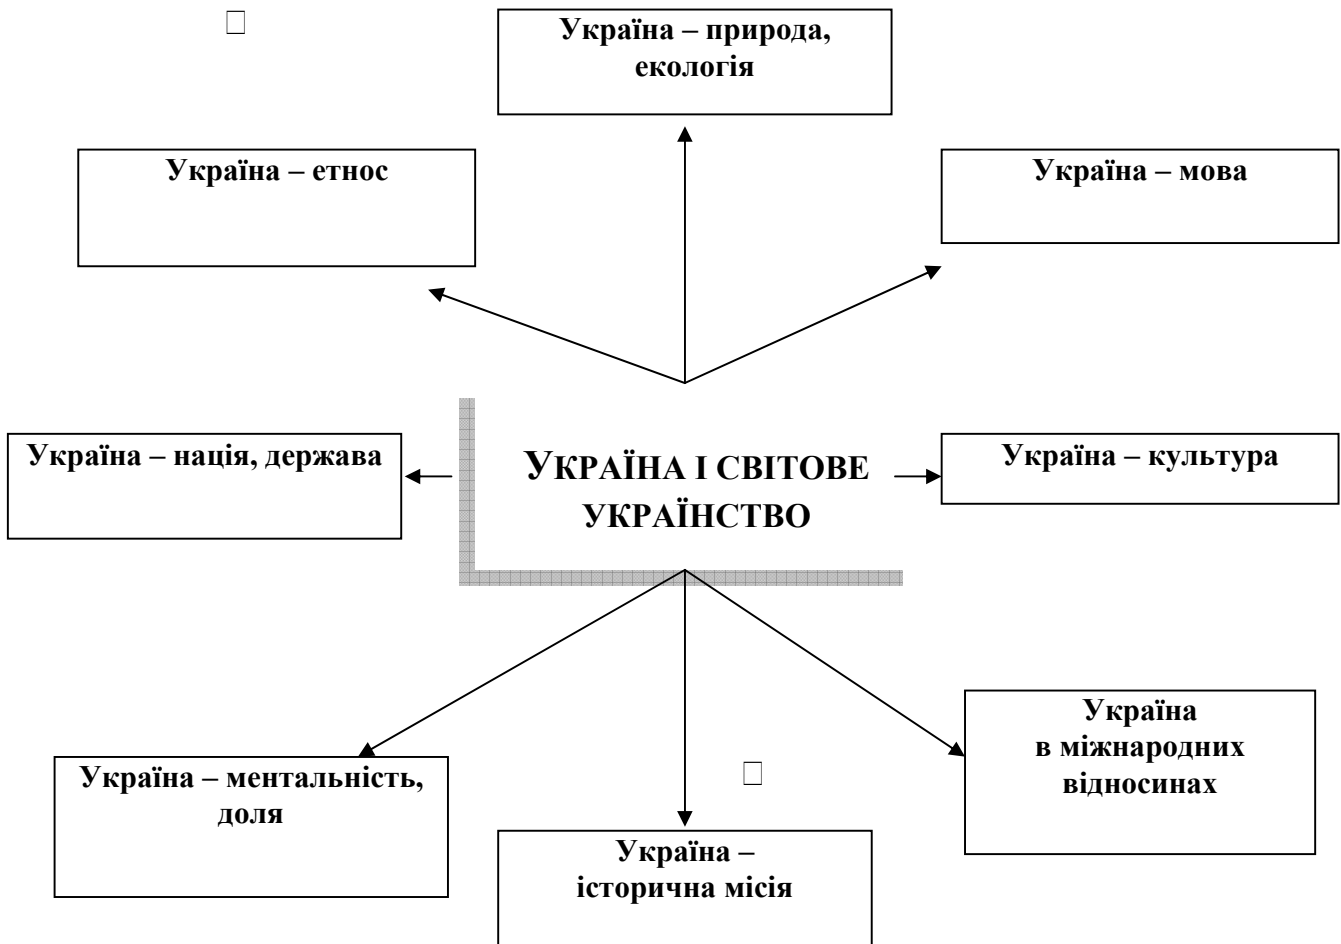 Україна – природа,
екологія
Україна – етнос
Україна – мова
Україна – нація, держава
УКРАЇНА І СВІТОВЕ
УКРАЇНСТВО
Україна – культура
Україна – ментальність,
доля
Україна –
історична місія
Україна
в міжнародних
відносинах